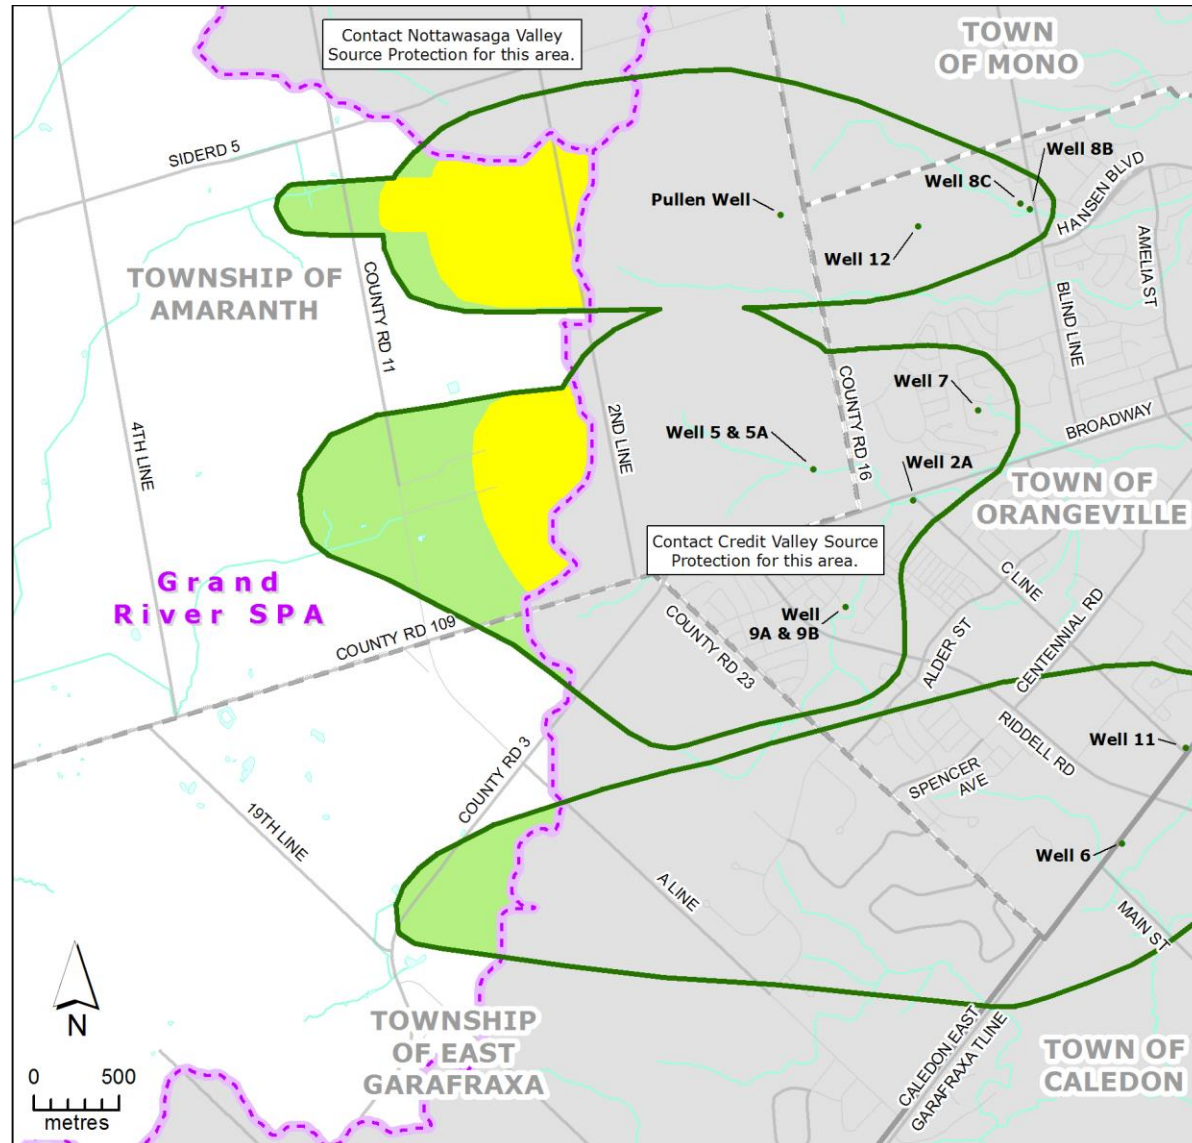 Contact Nottawasaga Valley
Source Protection for this area.
TOWN
OF MONO
SIDERD 5
Well 8B
Well 8C
HANSEN BLVD
Pullen Well
Well 12
AMELIA ST
TOWNSHIP OF
AMARANTH
COUNTY RD 11
BLIND LINE
4TH LINE
2ND LINE
COUNTY RD 16
Well 7
BROADWAY
Well 5 & 5A
Well 2A
TOWN OF
ORANGEVILLE
Contact Credit Valley Source
Protection for this area.
Grand
River SPA
C LINE
COUNTY RD 109
Well
9A & 9B
COUNTY RD 23
ALDER ST
CENTENNIAL RD
RIDDELL RD
Well 11
COUNTY RD 3
SPENCER
AVE
19TH LINE
Well 6
A LINE
MAIN ST
N
TOWNSHIP
OF EAST
GARAFRAXA
CALEDON EAST
GARAFRAXA TLINE
TOWN OF
CALEDON
0 500
metres